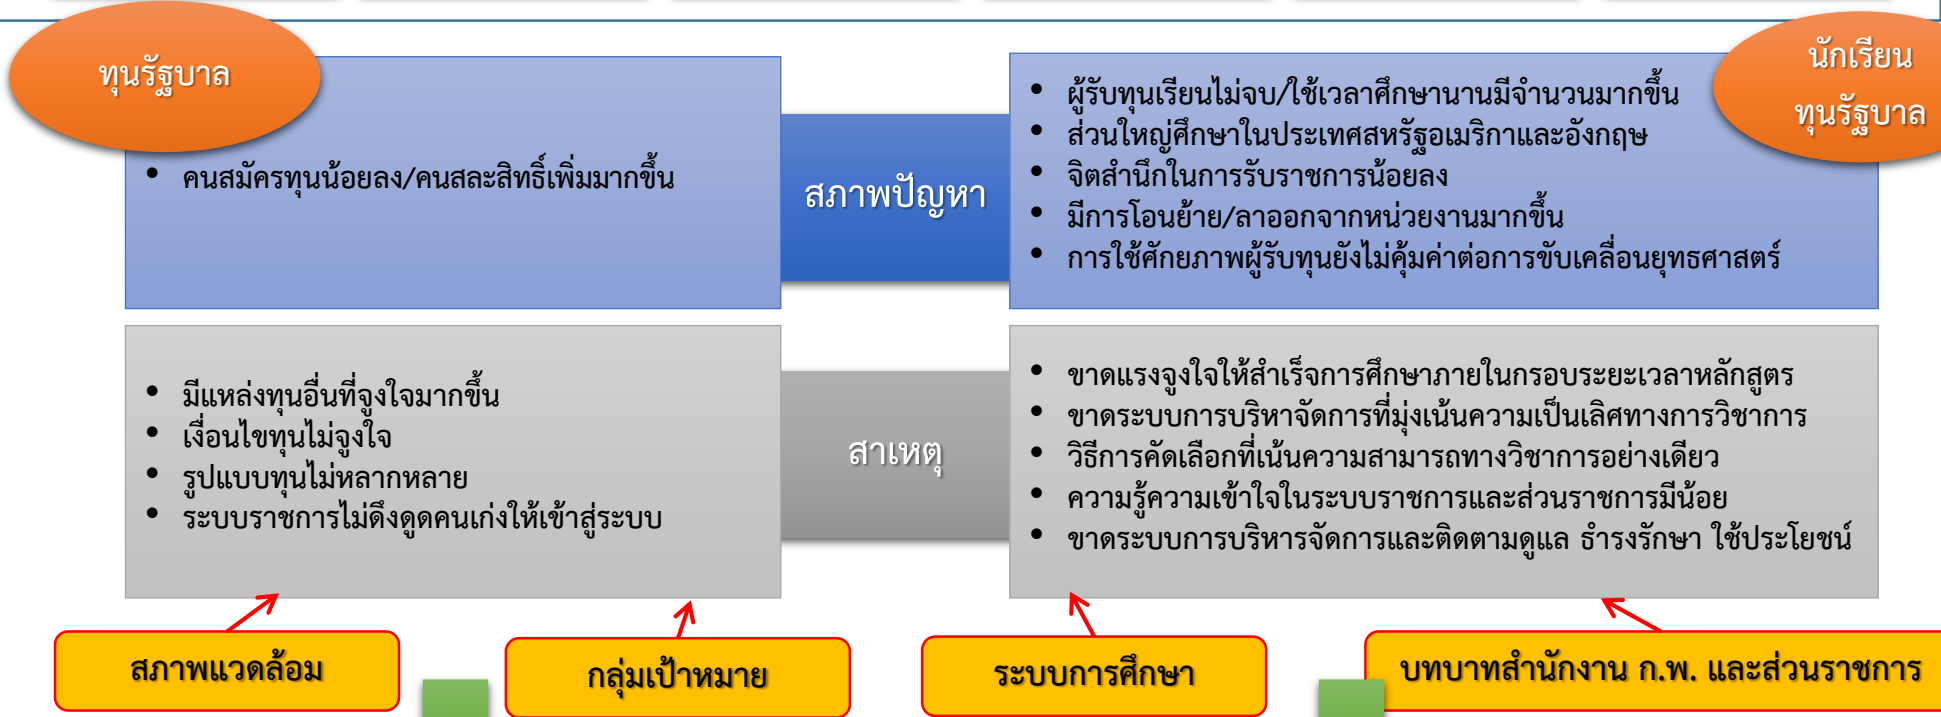 ทุนรัฐบาล
นักเรียน
ทุนรัฐบาล
• คนสมัครทุนน้อยลง/คนสละสิทธิ์เพิ่มมากขึ้น
สภาพปัญหา
• ผู้รับทุนเรียนไม่จบ/ใช้เวลาศึกษานานมีจำนวนมากขึ้น
• ส่วนใหญ่ศึกษาในประเทศสหรัฐอเมริกาและอังกฤษ
• จิตสำนึกในการรับราชการน้อยลง
• มีการโอนย้าย/ลาออกจากหน่วยงานมากขึ้น
• การใช้ศักยภาพผู้รับทุนยังไม่คุ้มค่าต่อการขับเคลื่อนยุทธศาสตร์
• มีแหล่งทุนอื่นที่จูงใจมากขึ้น
• เงื่อนไขทุนไม่จูงใจ
• รูปแบบทุนไม่หลากหลาย
• ระบบราชการไม่ดึงดูดคนเก่งให้เข้าสู่ระบบ
สาเหตุ
• ขาดแรงจูงใจให้สำเร็จการศึกษาภายในกรอบระยะเวลาหลักสูตร
• ขาดระบบการบริหาจัดการที่มุ่งเน้นความเป็นเลิศทางการวิชาการ
• วิธีการคัดเลือกที่เน้นความสามารถทางวิชาการอย่างเดียว
• ความรู้ความเข้าใจในระบบราชการและส่วนราชการมีน้อย
• ขาดระบบการบริหารจัดการและติดตามดูแล ธำรงรักษา ใช้ประโยชน์
สภาพแวดล้อม
กลุ่มเป้าหมาย
ระบบการศึกษา
บทบาทสำนักงาน ก.พ. และส่วนราชการ